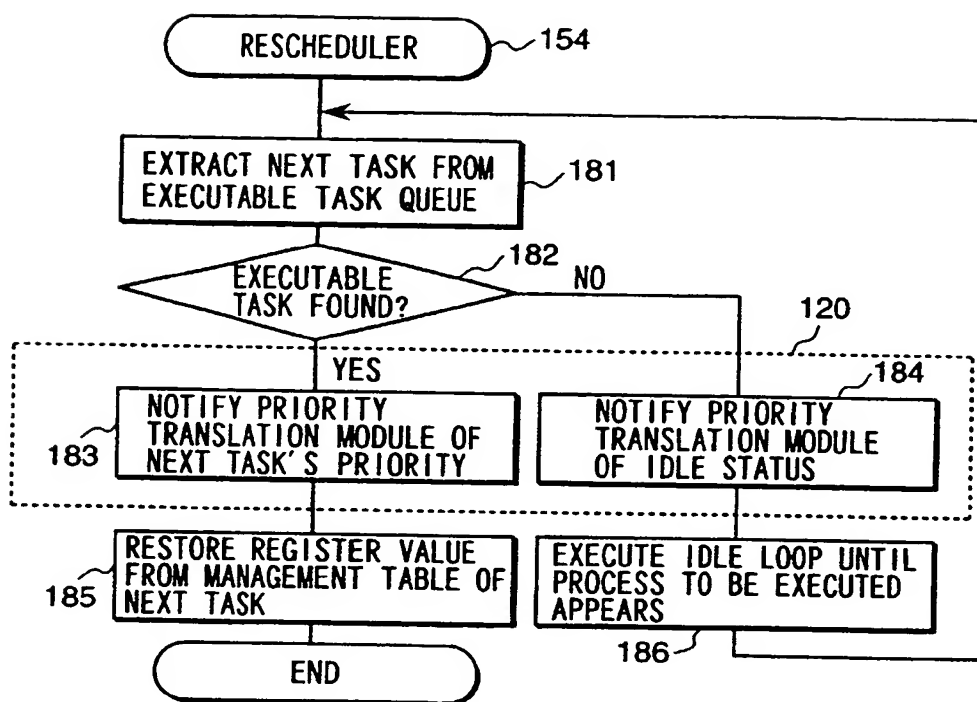 RESCHEDULER
154
EXTRACT NEXT TASK FROM
EXECUTABLE TASK QUEUE
181
EXECUTABLE
TASK FOUND?
182
NO
120
YES
184
NOTIFY PRIORITY
TRANSLATION MODULE OF
NEXT TASK'S PRIORITY
183
NOTIFY PRIORITY
TRANSLATION MODULE
OF IDLE STATUS
RESTORE REGISTER VALUE
FROM MANAGEMENT TABLE OF
NEXT TASK
185
EXECUTE IDLE LOOP UNTIL
PROCESS TO BE EXECUTED
APPEARS
186
END